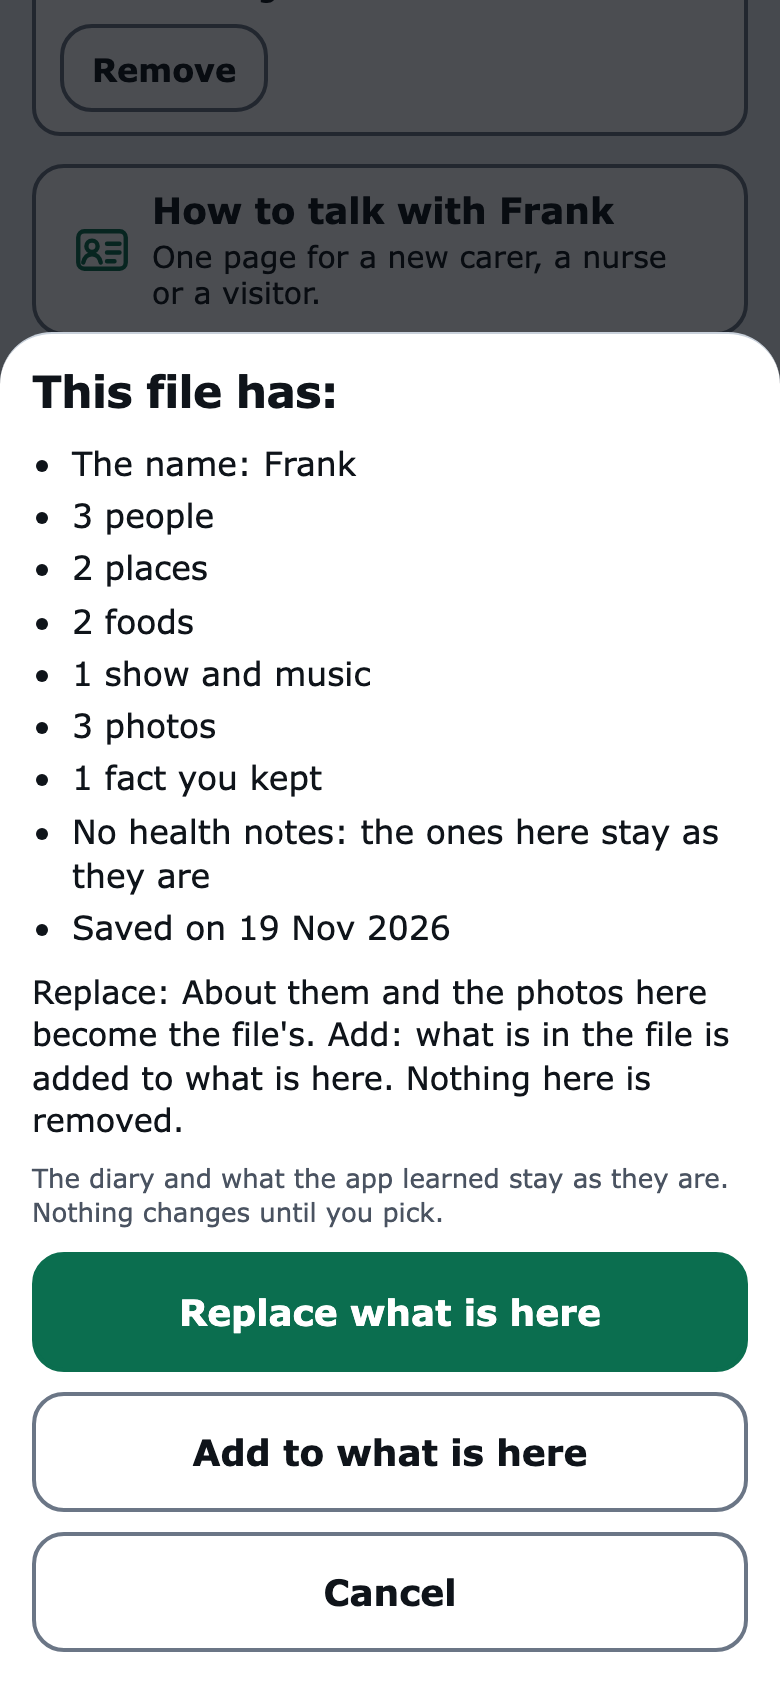 Remove
How to talk with Frank
One page for a new carer, a nurse
or a visitor.
This file has:
• The name: Frank
• 3 people
• 2 places
• 2 foods
• 1 show and music
• 3 photos
• 1 fact you kept
• No health notes: the ones here stay as
they are
• Saved on 19 Nov 2026
Replace: About them and the photos here
become the file's. Add: what is in the file is
added to what is here. Nothing here is
removed.
The diary and what the app learned stay as they are.
Nothing changes until you pick.
Replace what is here
Add to what is here
Cancel